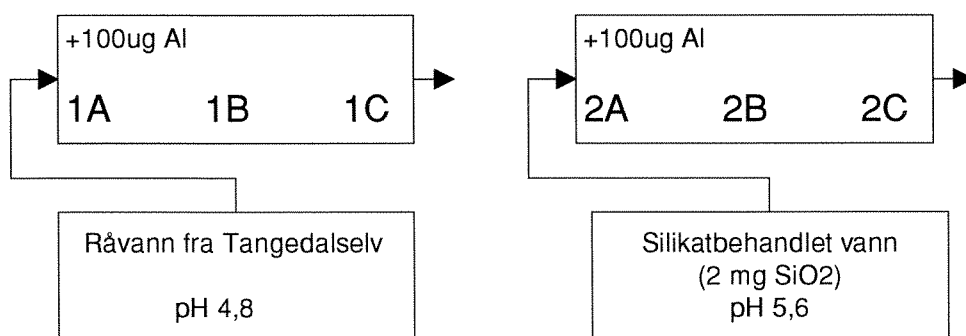 +100ug Al
1A 1B 1C
Råvann fra Tangedalselv
pH 4,8
+100ug Al
2A 2B 2C
Silikatbehandlet vann
(2 mg SiO2)
pH 5,6